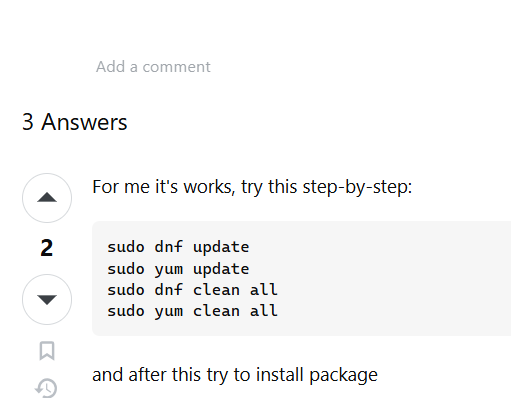 Add a comment
3 Answers
For me it's works, try this step-by-step:
2
sudo dnf update
sudo yum update
sudo dnf clean all
sudo yum clean all
and after this try to install package